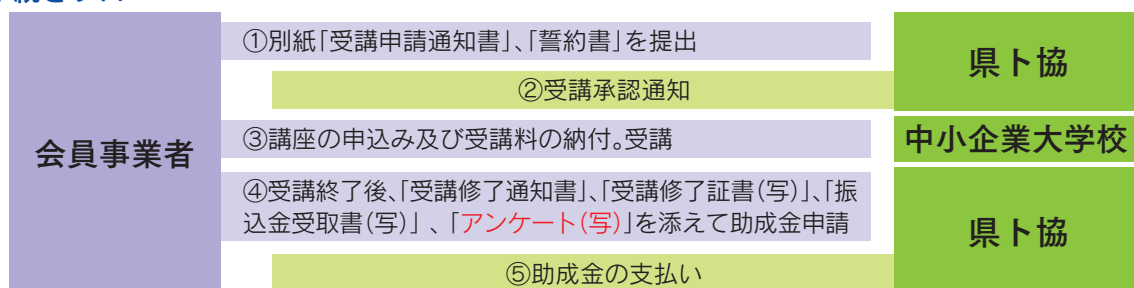 会員事業者
①別紙「受講申請通知書」、「誓約書」を提出
②受講承認通知
県ト協
③講座の申込み及び受講料の納付。受講
中小企業大学校
④受講終了後、「受講修了通知書」、「受講修了証書(写)」、「振
込金受取書(写)」、「アンケート(写)」を添えて助成金申請
⑤助成金の支払い
県ト協